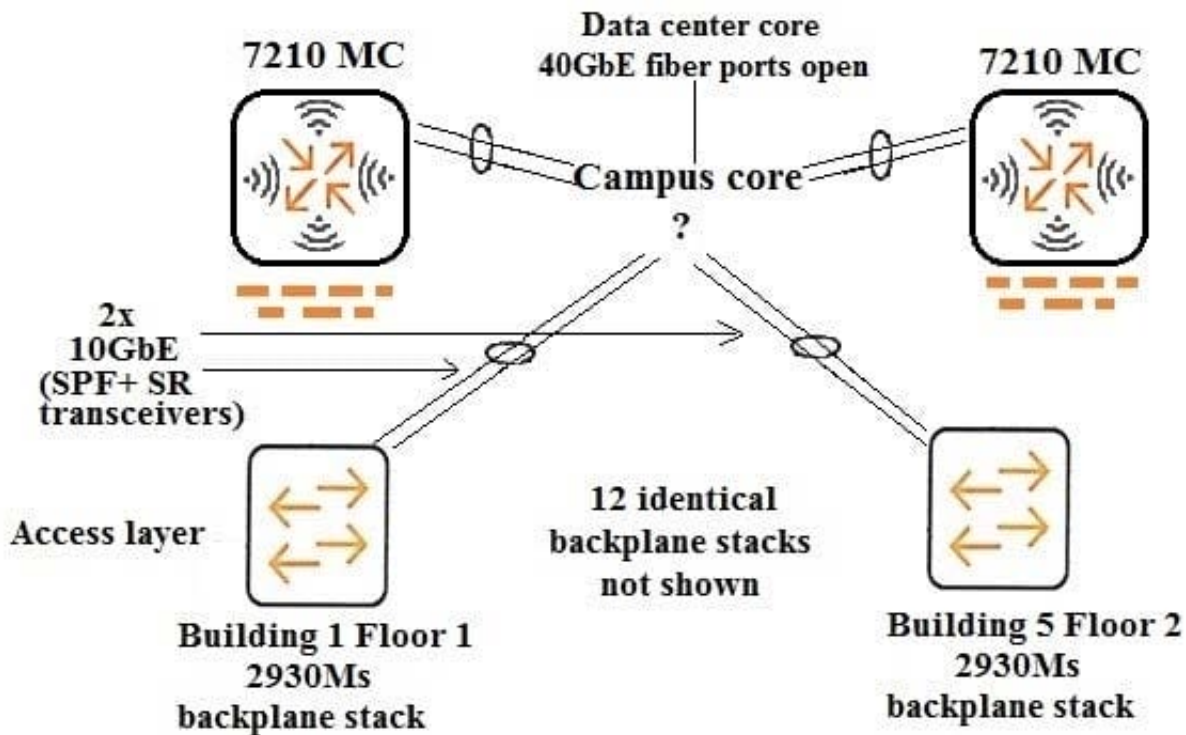 Data center core
40GbE fiber ports open
7210 MC
7210 MC
Campus core
?
2x
10GbE
(SPF+ SR
transceivers)
Access layer
12 identical
backplane stacks
not shown
Building 1 Floor 1
2930Ms
backplane stack
Building 5 Floor 2
2930Ms
backplane stack